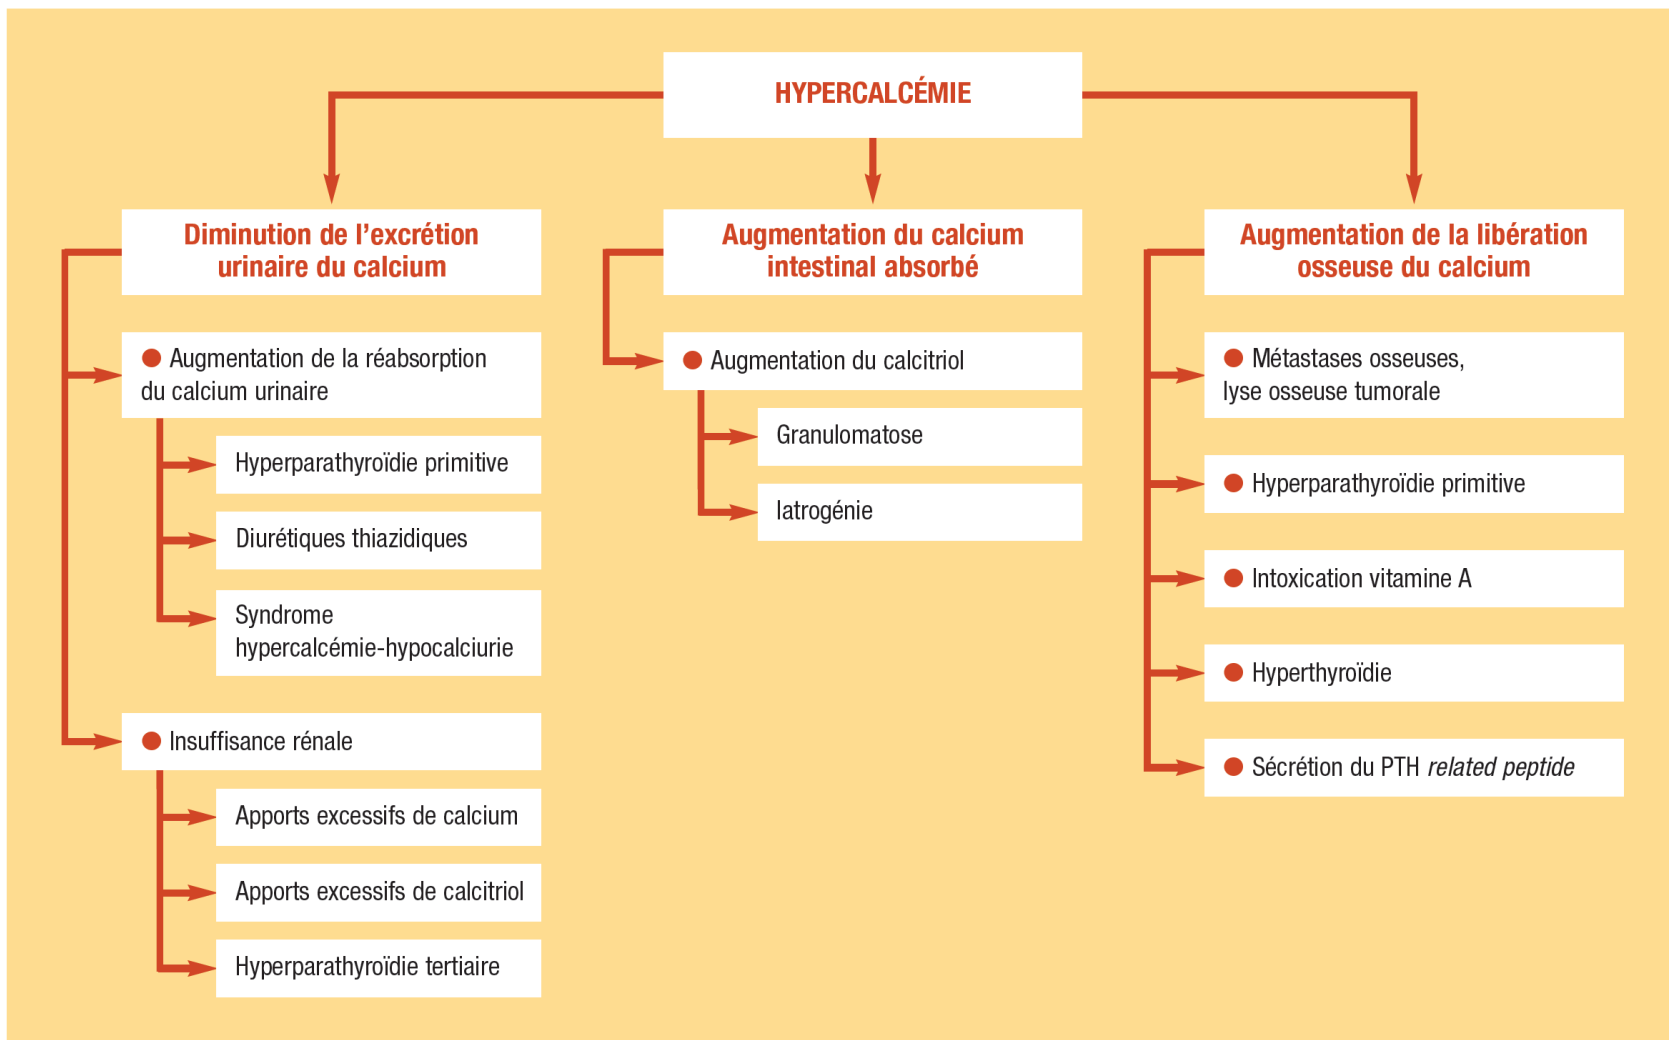 HYPERCALCÉMIE
Diminution de l’excrétion
urinaire du calcium
● Augmentation de la réabsorption
du calcium urinaire
Hyperparathyroïdie primitive
Diurétiques thiazidiques
Syndrome
hypercalcémie-hypocalciurie
● Insuffisance rénale
Apports excessifs de calcium
Apports excessifs de calcitriol
Hyperparathyroïdie tertiaire
Augmentation du calcium
intestinal absorbé
● Augmentation du calcitriol
Granulomatose
Iatrogénie
Augmentation de la libération
osseuse du calcium
● Métastases osseuses,
lyse osseuse tumorale
● Hyperparathyroïdie primitive
● Intoxication vitamine A
● Hyperthyroïdie
● Sécrétion du PTH related peptide